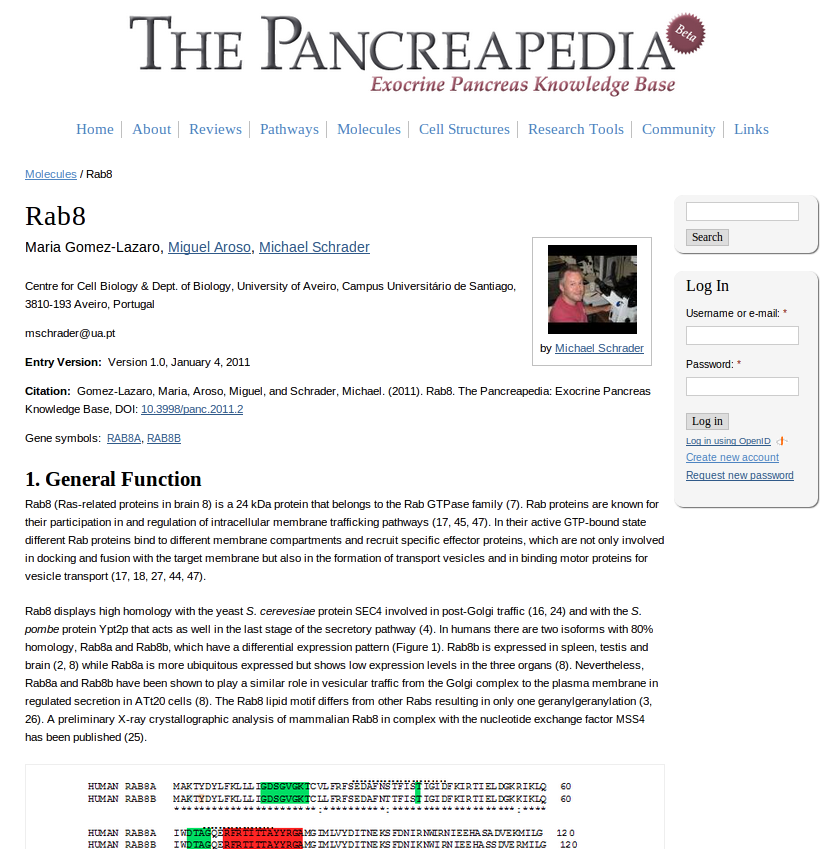 THE PANCREAPEDIA
Beta
Exocrine Pancreas Knowledge Base
Home About Reviews Pathways Molecules Cell Structures Research Tools Community Links
Molecules / Rab8
Rab8
Maria Gomez-Lazaro, Miguel Aroso, Michael Schrader
by Michael Schrader
Centre for Cell Biology & Dept. of Biology, University of Aveiro, Campus Universitário de Santiago,
3810-193 Aveiro, Portugal
mschrader@ua.pt
Entry Version: Version 1.0, January 4, 2011
Citation: Gomez-Lazaro, Maria, Aroso, Miguel, and Schrader, Michael. (2011). Rab8. The Pancreapedia: Exocrine Pancreas
Knowledge Base, DOI: 10.3998/panc.2011.2
Gene symbols: RAB8A, RAB8B
1. General Function
Rab8 (Ras-related proteins in brain 8) is a 24 kDa protein that belongs to the Rab GTPase family (7). Rab proteins are known for
their participation in and regulation of intracellular membrane trafficking pathways (17, 45, 47). In their active GTP-bound state
different Rab proteins bind to different membrane compartments and recruit specific effector proteins, which are not only involved
in docking and fusion with the target membrane but also in the formation of transport vesicles and in binding motor proteins for
vesicle transport (17, 18, 27, 44, 47).
Rab8 displays high homology with the yeast S. cerevesiae protein SEC4 involved in post-Golgi traffic (16, 24) and with the S.
pombe protein Ypt2p that acts as well in the last stage of the secretory pathway (4). In humans there are two isoforms with 80%
homology, Rab8a and Rab8b, which have a differential expression pattern (Figure 1). Rab8b is expressed in spleen, testis and
brain (2, 8) while Rab8a is more ubiquitous expressed but shows low expression levels in the three organs (8). Nevertheless,
Rab8a and Rab8b have been shown to play a similar role in vesicular traffic from the Golgi complex to the plasma membrane in
regulated secretion in ATt20 cells (8). The Rab8 lipid motif differs from other Rabs resulting in only one geranylgeranylation (3,
26). A preliminary X-ray crystallographic analysis of mammalian Rab8 in complex with the nucleotide exchange factor MSS4
has been published (25).
HUMAN RAB8A MAKTYDYLFKLLLIGDSGVGKTCVLFRFSEDAFNSTFISTIGIDFKIRTIELDGKRIKLQ 60
HUMAN RAB8B MAKTYDYLFKLLLIGDSGVGKTCLLFRFSEDAFNTTFISTIGIDFKIRTIELDGKKIKLQ 60
HUMAN RAB8A IWDTAGQERFRTITTAYYRGAMGIMLVYDITNEKSFDNIRNWIRNIEEHASADVEKMILG 120
HUMAN RAB8B IWDTAGQERFRTITTAYYRGAMGIMLVYDITNEKSFDNIKNWIRNIEEHASSDVERMILG 120
Search
Log In
Username or e-mail: *
Password: *
Log in
Log in using OpenID
Create new account
Request new password